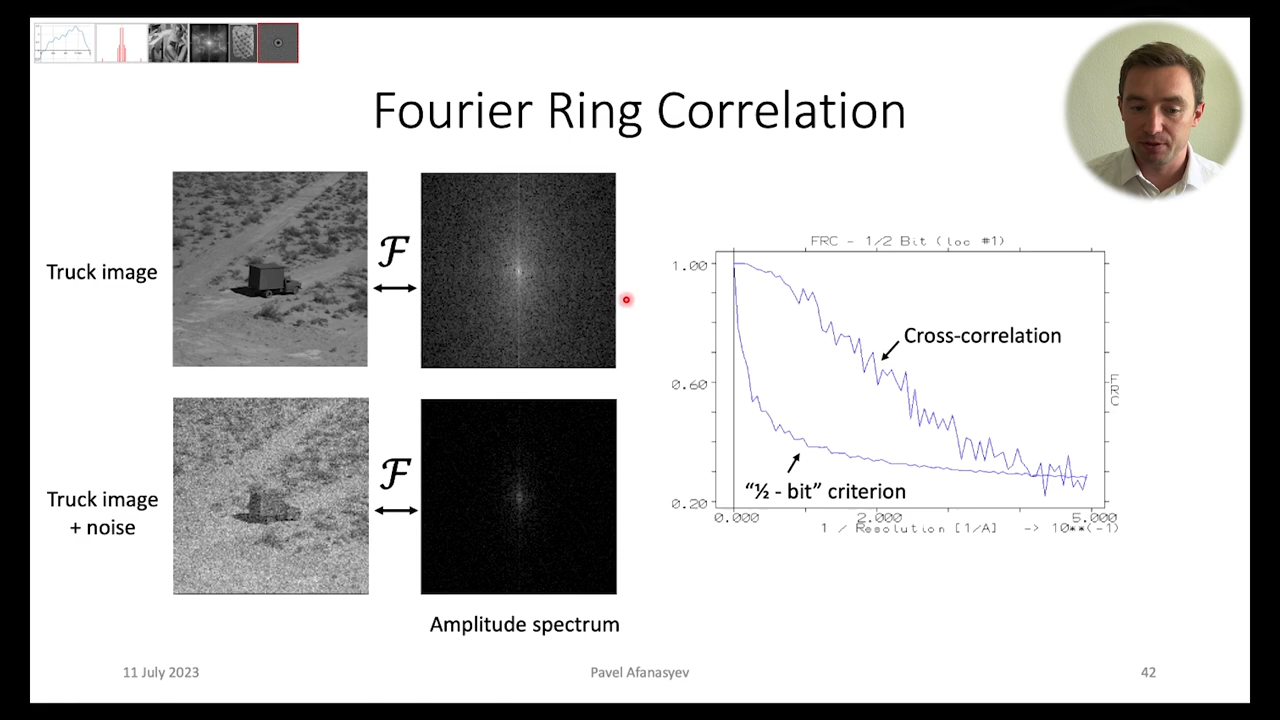 Fourier Ring Correlation
Truck image
ℱ
FRC - 1/2 Bit (loc #1)
1.00
0.60
0.20
0.000
2.000
5.000
1 / Resolution [1/A] -> 10**(-1)
FRC
Cross-correlation
“½ - bit” criterion
Truck image
+ noise
ℱ
Amplitude spectrum
11 July 2023
Pavel Afanasyev
42